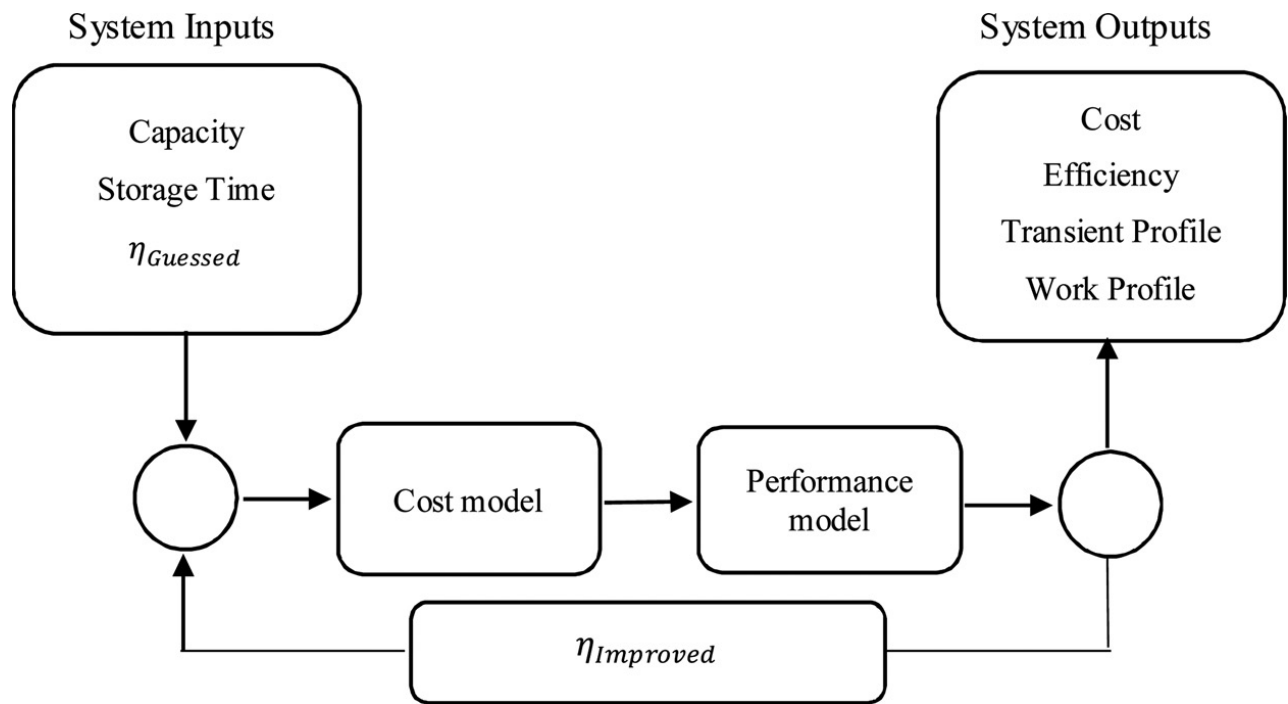 System Inputs
System Outputs
Capacity
Storage Time
η_Guessed
Cost
Efficiency
Transient Profile
Work Profile
Cost model
Performance
model
η_Improved